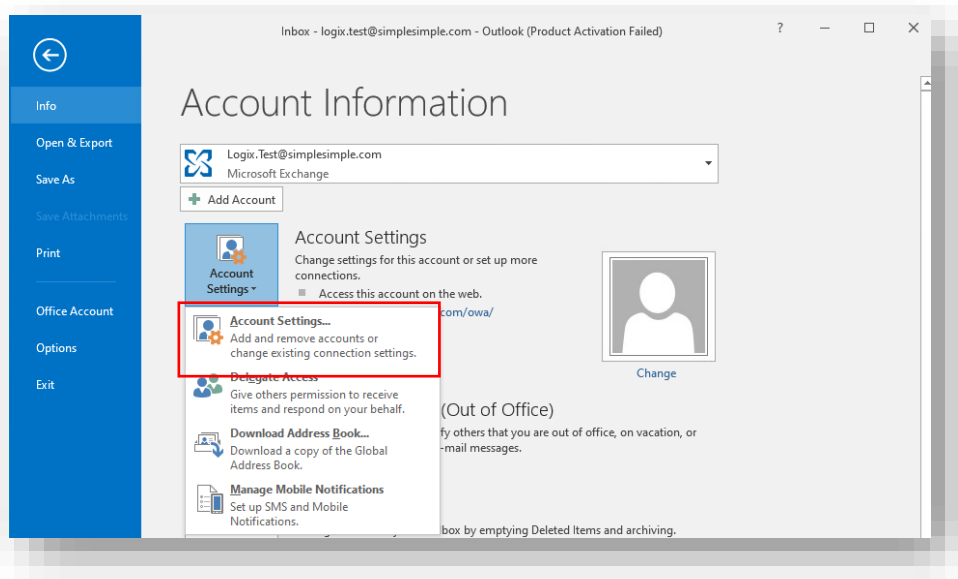 Inbox - logix.test@simplesimple.com - Outlook (Product Activation Failed)
?
Info
Open & Export
Save As
Save Attachments
Print
Office Account
Options
Exit
Account Information
Logix.Test@simplesimple.com
Microsoft Exchange
Add Account
Account
Settings
Account Settings
Change settings for this account or set up more
connections.
Access this account on the web.
com/owa/
Change
Account Settings...
Add and remove accounts or
change existing connection settings.
Delegate Access
Give others permission to receive
items and respond on your behalf.
Download Address Book...
Download a copy of the Global
Address Book.
Manage Mobile Notifications
Set up SMS and Mobile
Notifications.
(Out of Office)
fy others that you are out of office, on vacation, or
-mail messages.
box by emptying Deleted Items and archiving.